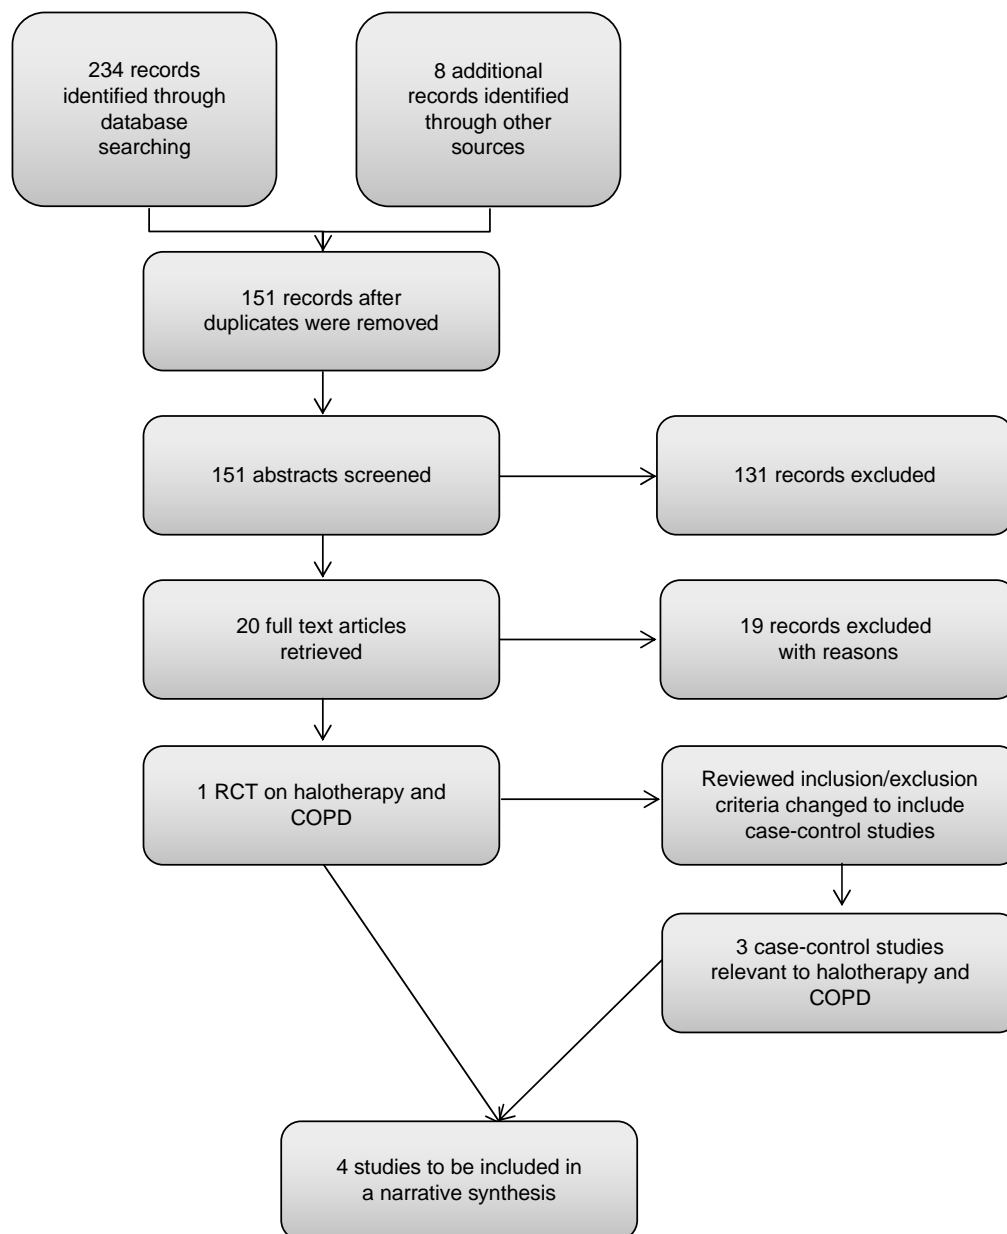 234 records
identified through
database
searching
8 additional
records identified
through other
sources
151 records after
duplicates were removed
151 abstracts screened
131 records excluded
20 full text articles
retrieved
19 records excluded
with reasons
1 RCT on halotherapy and
COPD
Reviewed inclusion/exclusion
criteria changed to include
case-control studies
3 case-control studies
relevant to halotherapy and
COPD
4 studies to be included in
a narrative synthesis